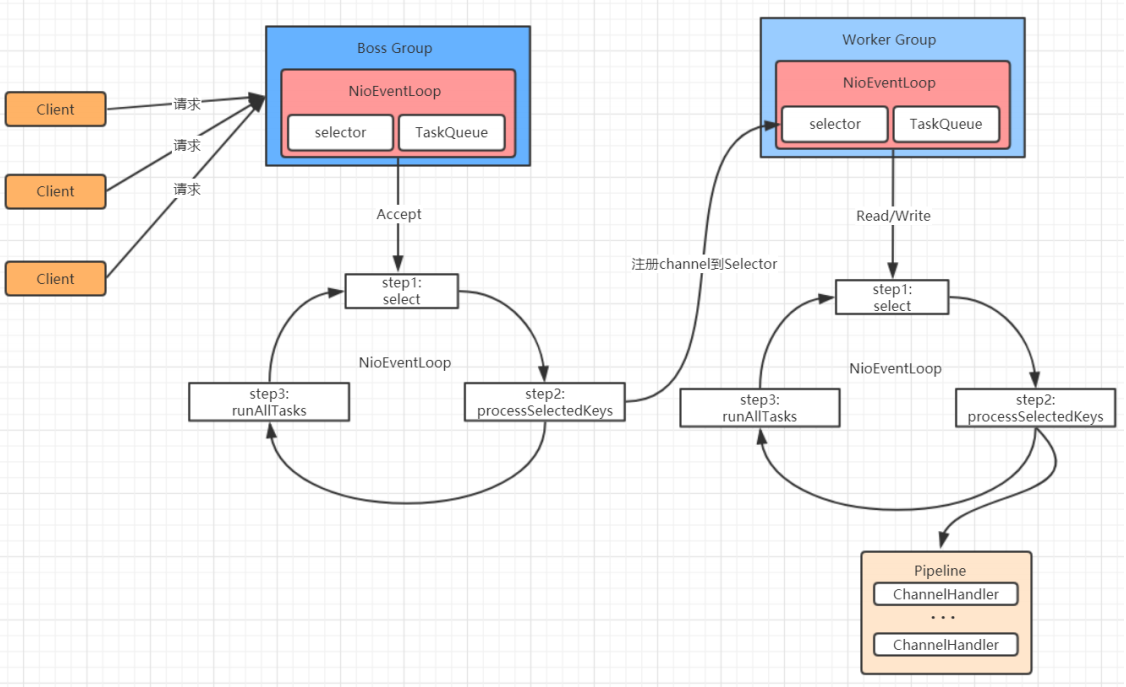 Boss Group
NioEventLoop
selector
TaskQueue
Worker Group
NioEventLoop
selector
TaskQueue
Client
请求
Client
请求
Client
请求
Accept
Read/Write
注册channel到Selector
step1:
select
NioEventLoop
step3:
runAllTasks
step2:
processSelectedKeys
step1:
select
NioEventLoop
step3:
runAllTasks
step2:
processSelectedKeys
Pipeline
ChannelHandler
...
ChannelHandler